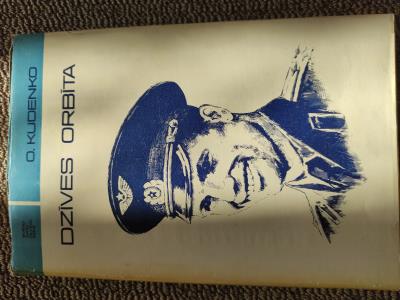 O. KUDENKO
DZĪVES ORBĪTA